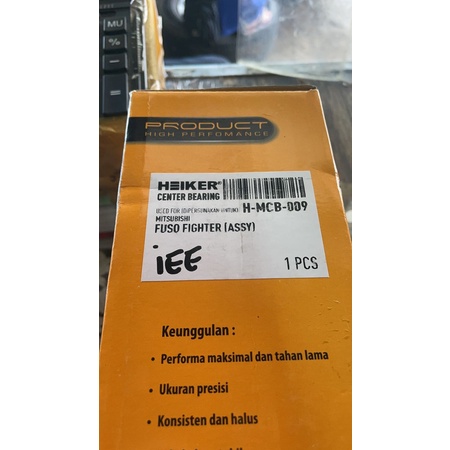 MU
PRODUCT
HIGH PERFOMANCE
HEIKER®
CENTER BEARING
USED FOR (DIPERGUNAKAN UNTUK)
H-MCB-009
MITSUBISHI
FUSO FIGHTER (ASSY)
iEE
1 PCS
Keunggulan :
• Performa maksimal dan tahan lama
• Ukuran presisi
• Konsisten dan halus